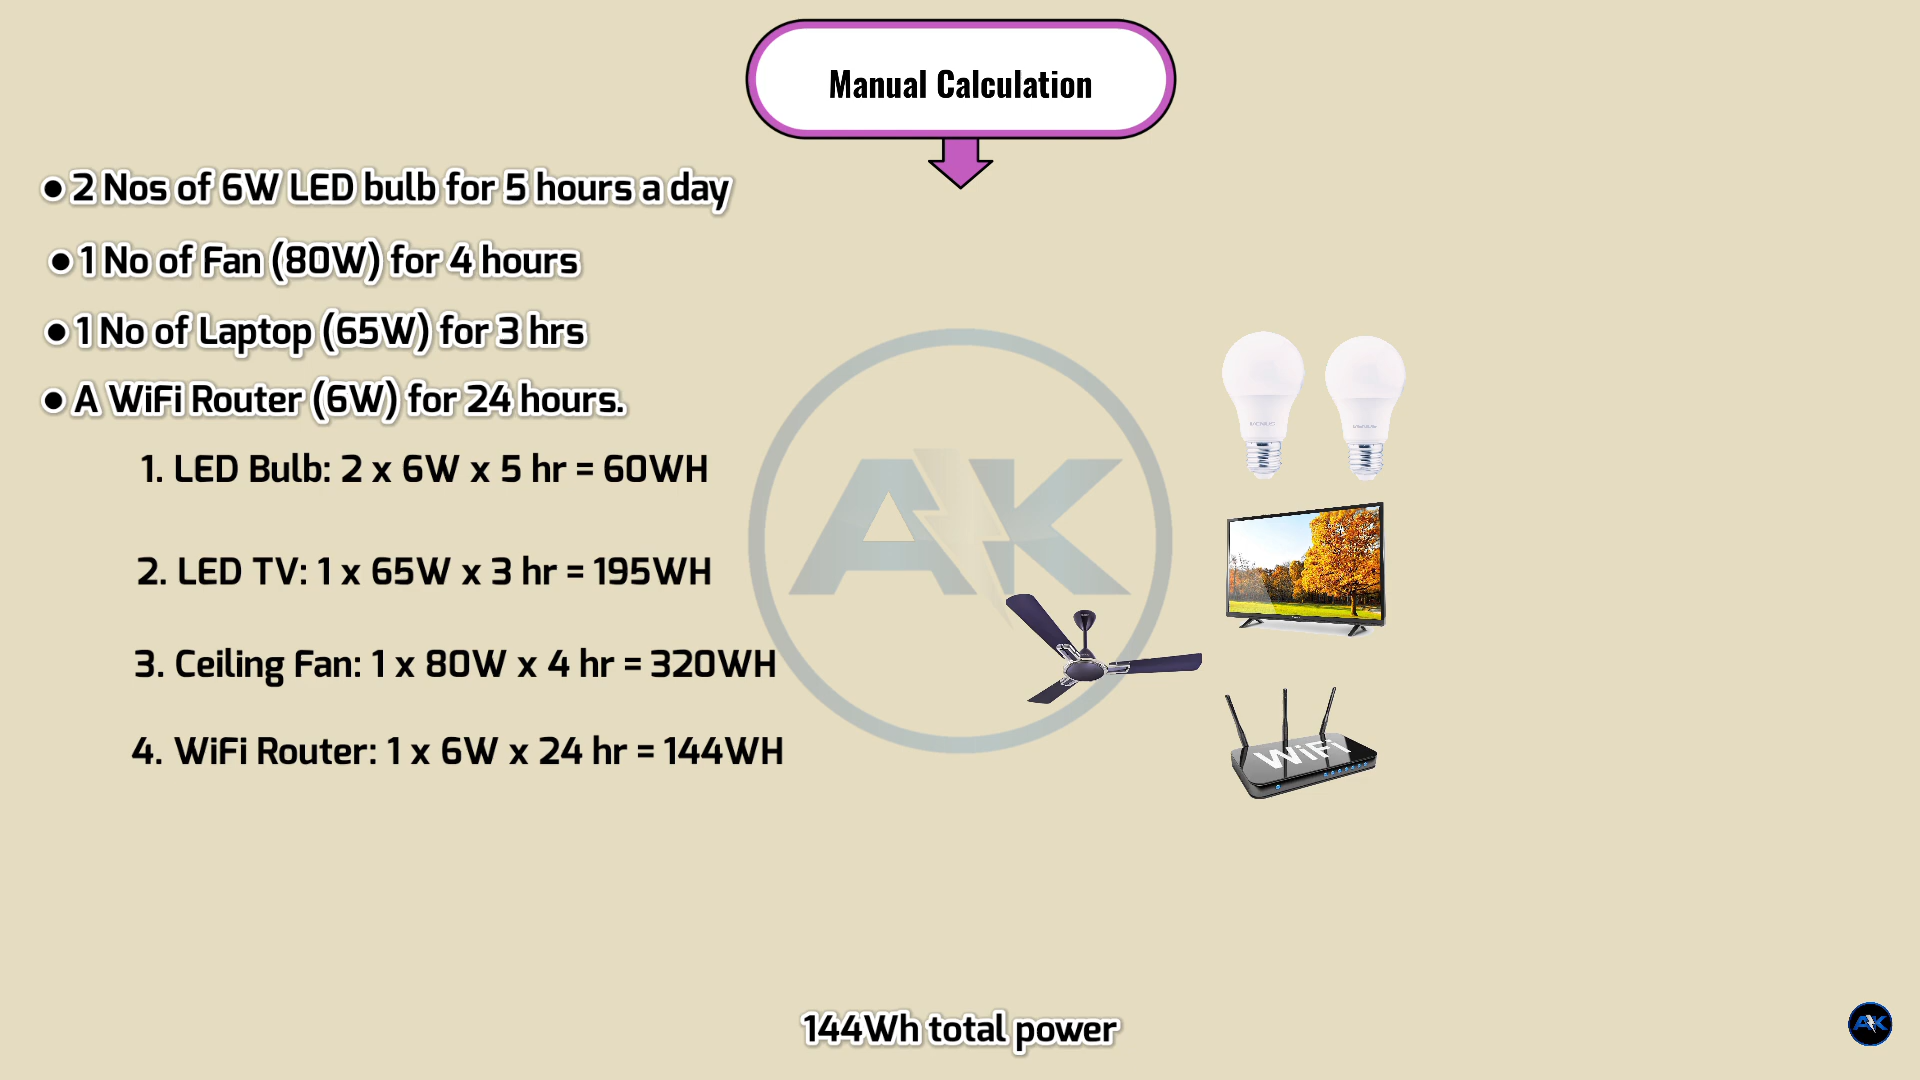 Manual Calculation
● 2 Nos of 6W LED bulb for 5 hours a day
● 1 No of Fan (80W) for 4 hours
● 1 No of Laptop (65W) for 3 hrs
● A WiFi Router (6W) for 24 hours.
1. LED Bulb: 2 x 6W x 5 hr = 60WH
2. LED TV: 1 x 65W x 3 hr = 195WH
3. Ceiling Fan: 1 x 80W x 4 hr = 320WH
4. WiFi Router: 1 x 6W x 24 hr = 144WH
AK
WiFi
144Wh total power
AK